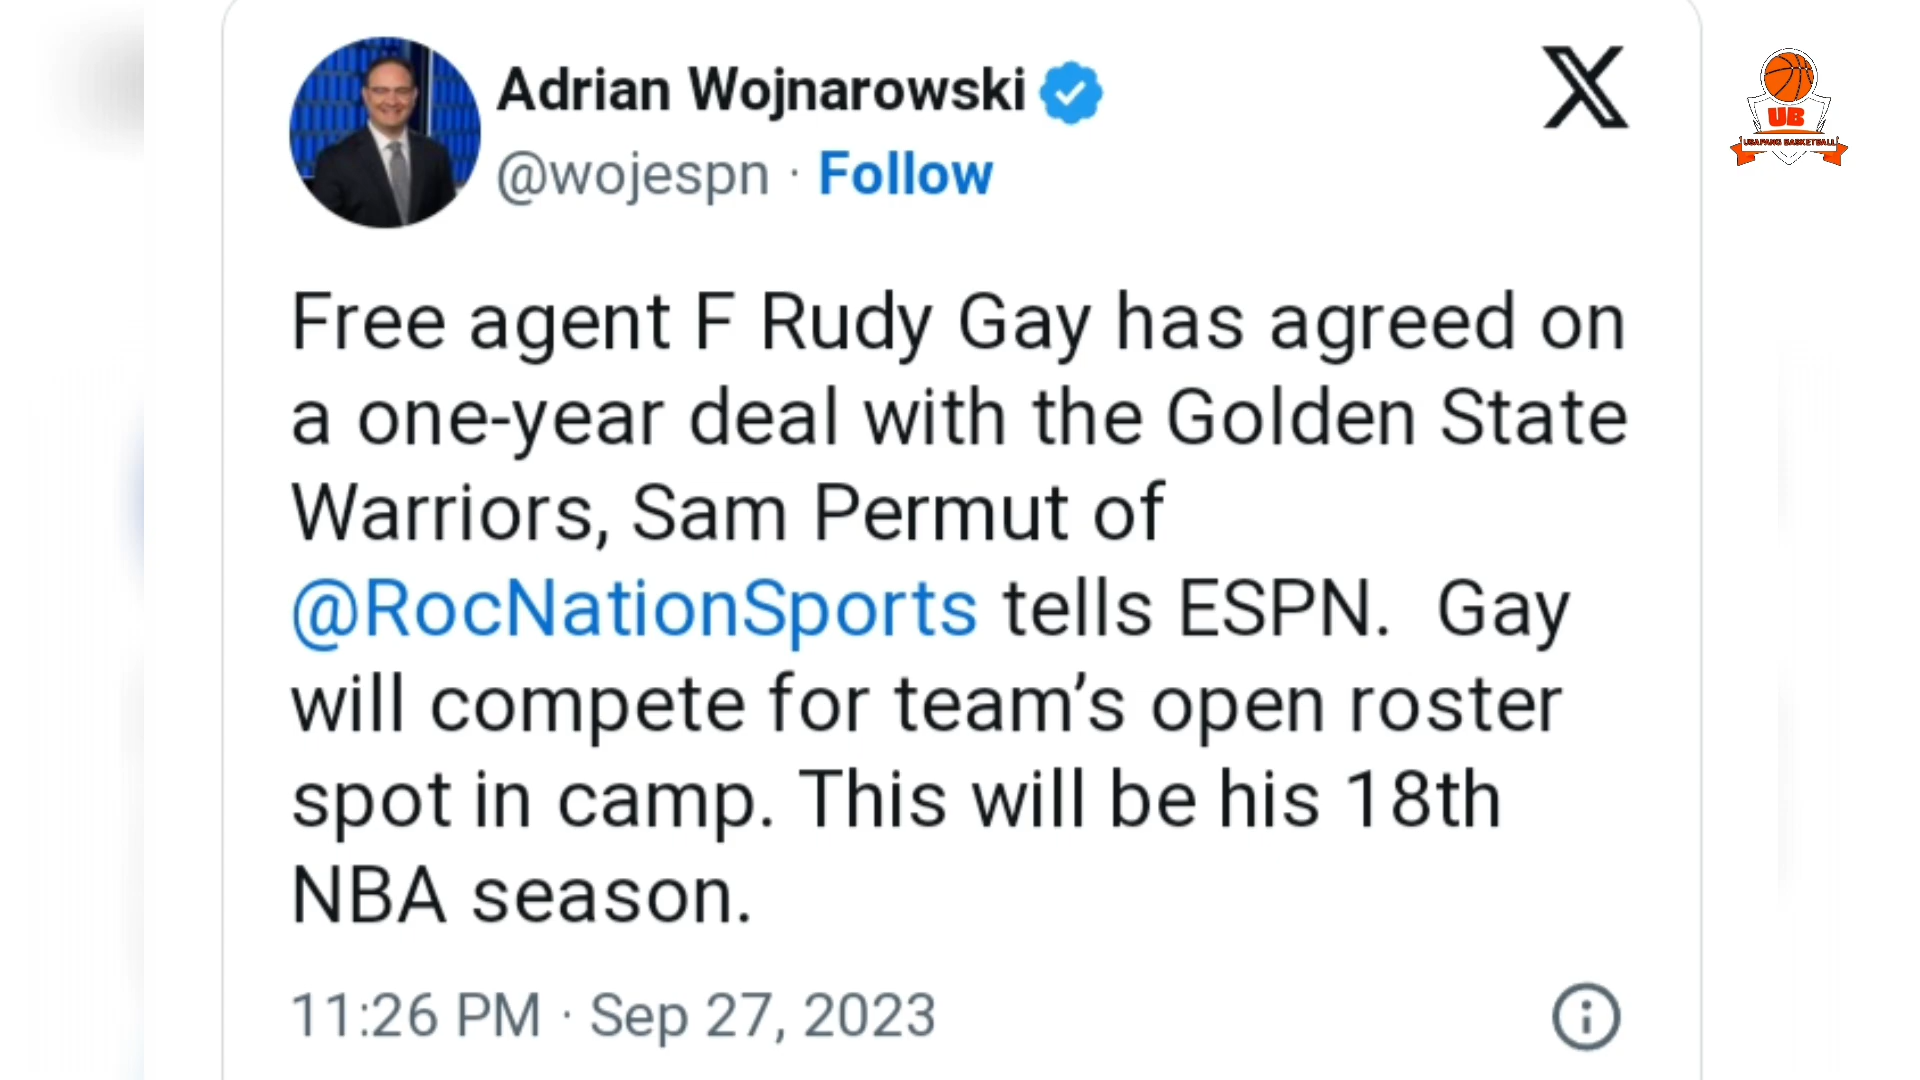 Adrian Wojnarowski
@wojespn · Follow
UB
USAPANG BASKETBALL
Free agent F Rudy Gay has agreed on
a one-year deal with the Golden State
Warriors, Sam Permut of
@RocNationSports tells ESPN.  Gay
will compete for team’s open roster
spot in camp. This will be his 18th
NBA season.
11:26 PM · Sep 27, 2023